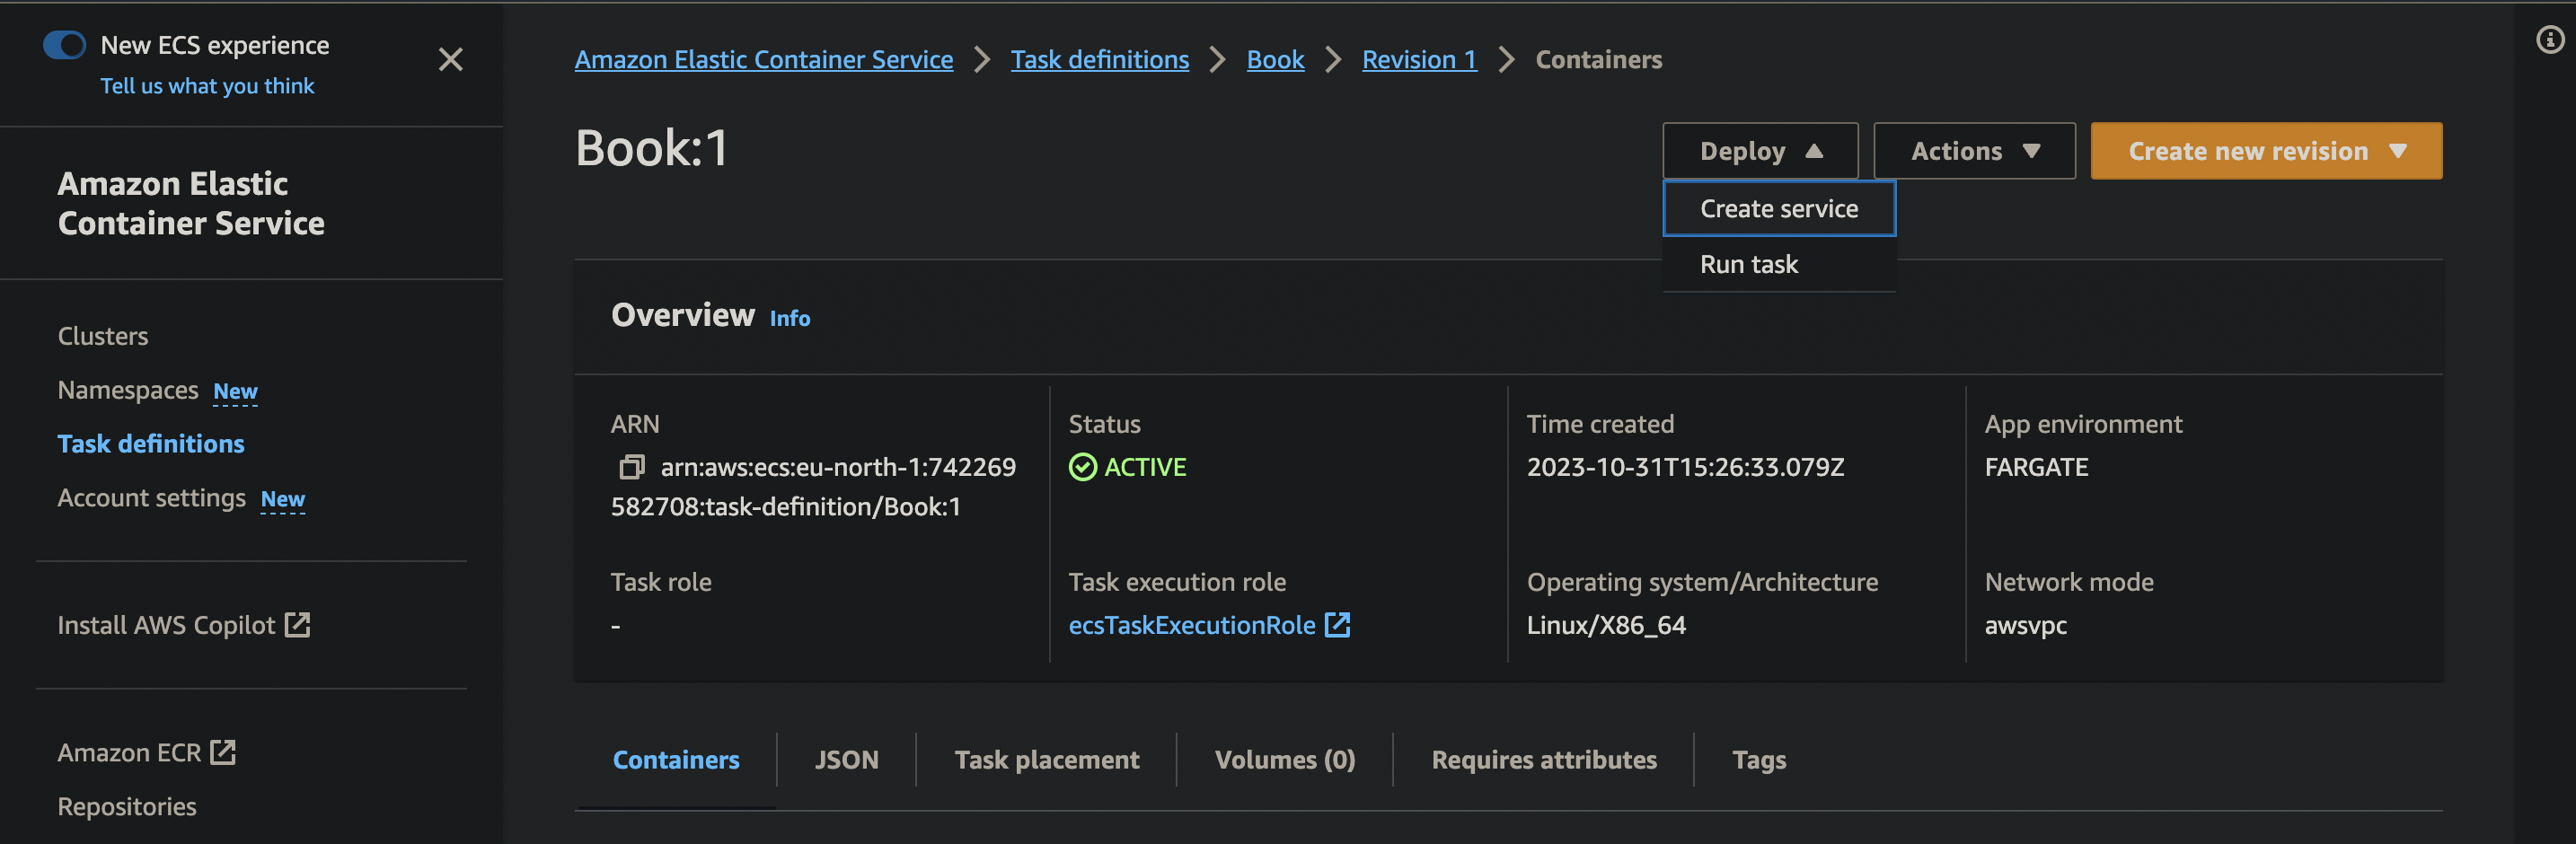 New ECS experience
Tell us what you think
Amazon Elastic
Container Service
Clusters
Namespaces New
Task definitions
Account settings New
Install AWS Copilot
Amazon ECR
Repositories
Amazon Elastic Container Service > Task definitions > Book > Revision 1 > Containers
Book:1
Deploy Actions Create new revision
Create service
Run task
Overview Info
ARN
arn:aws:ecs:eu-north-1:742269
582708:task-definition/Book:1
Status
ACTIVE
Time created
2023-10-31T15:26:33.079Z
App environment
FARGATE
Task role
-
Task execution role
ecsTaskExecutionRole
Operating system/Architecture
Linux/X86_64
Network mode
awsvpc
Containers JSON Task placement Volumes (0) Requires attributes Tags